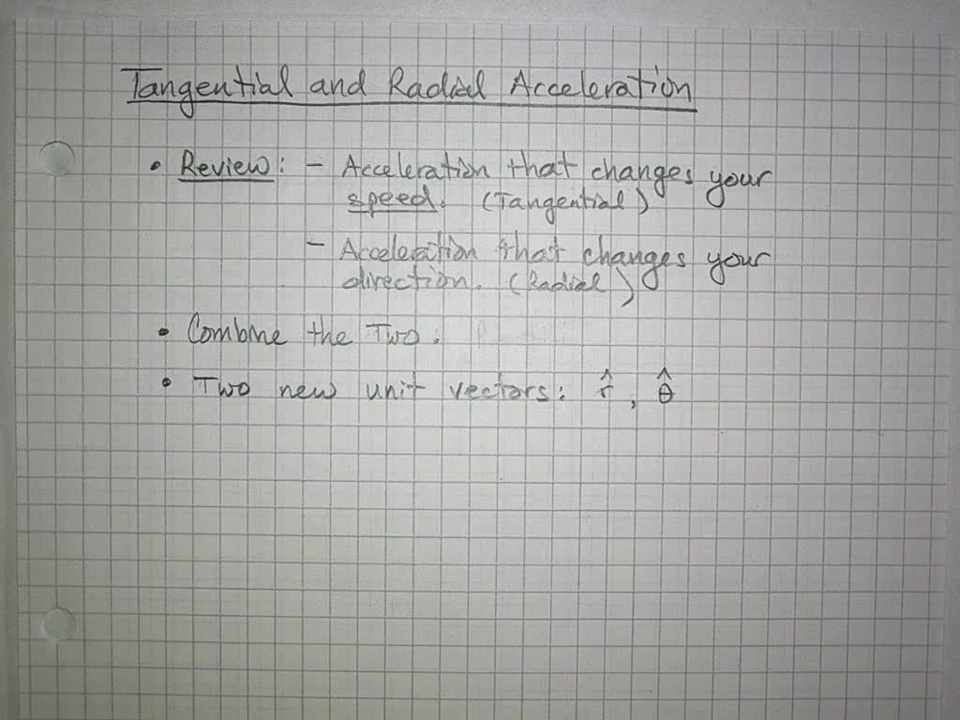 Tangential and Radial Acceleration
• Review: - Acceleration that changes your
speed. (Tangential)
- Acceleration that changes your
direction. (Radial)
• Combine the Two:
• Two new unit vectors: r̂, θ̂